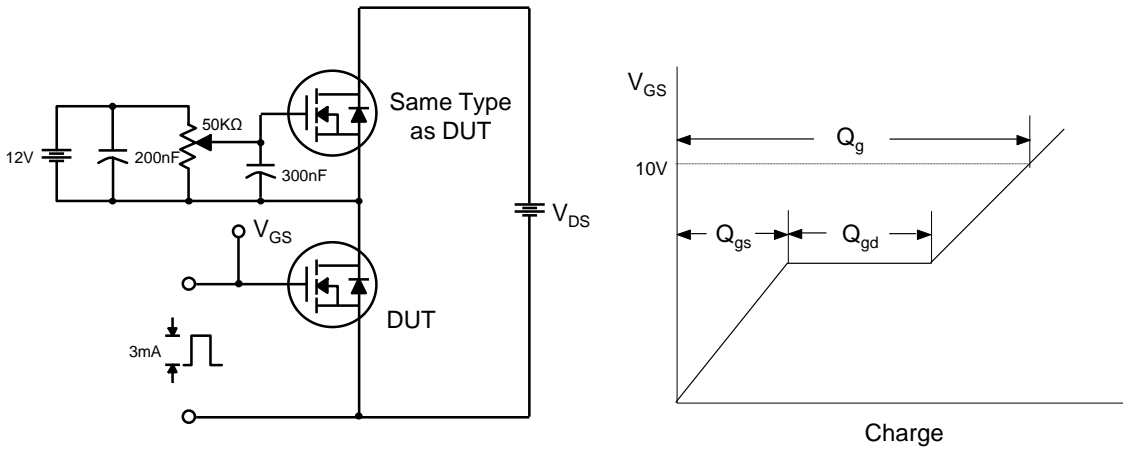 Same Type
as DUT
12V
200nF
50KΩ
300nF
V_GS
V_DS
DUT
3mA
V_GS
Q_g
10V
Q_gs
Q_gd
Charge